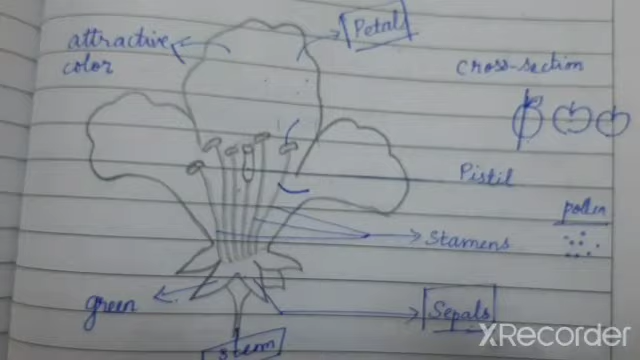 attractive
color
Petal
cross-section
Pistil
pollen
Stamens
green
Sepals
stem
XRecorder